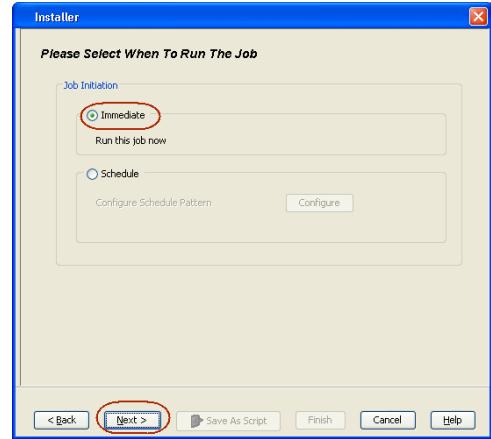 Installer
Please Select When To Run The Job
Job Initiation
Immediate
Run this job now
Schedule
Configure Schedule Pattern Configure
< Back Next > Save As Script Finish Cancel Help